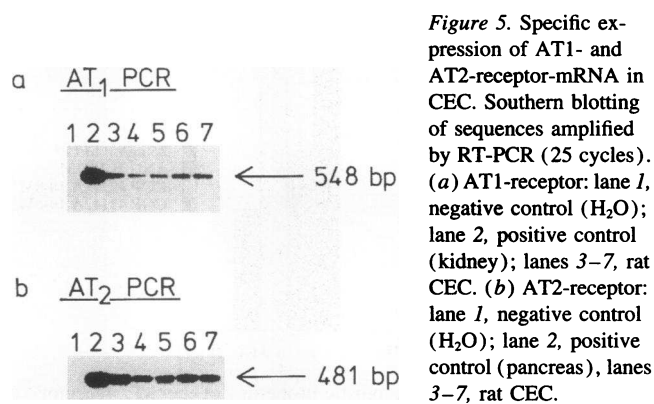 a AT1 PCR
1 2 3 4 5 6 7
548 bp
b AT2 PCR
1 2 3 4 5 6 7
481 bp
Figure 5. Specific ex-
pression of AT1- and
AT2-receptor-mRNA in
CEC. Southern blotting
of sequences amplified
by RT-PCR (25 cycles).
(a) AT1-receptor: lane 1,
negative control (H₂O);
lane 2, positive control
(kidney); lanes 3–7, rat
CEC. (b) AT2-receptor:
lane 1, negative control
(H₂O); lane 2, positive
control (pancreas), lanes
3–7, rat CEC.